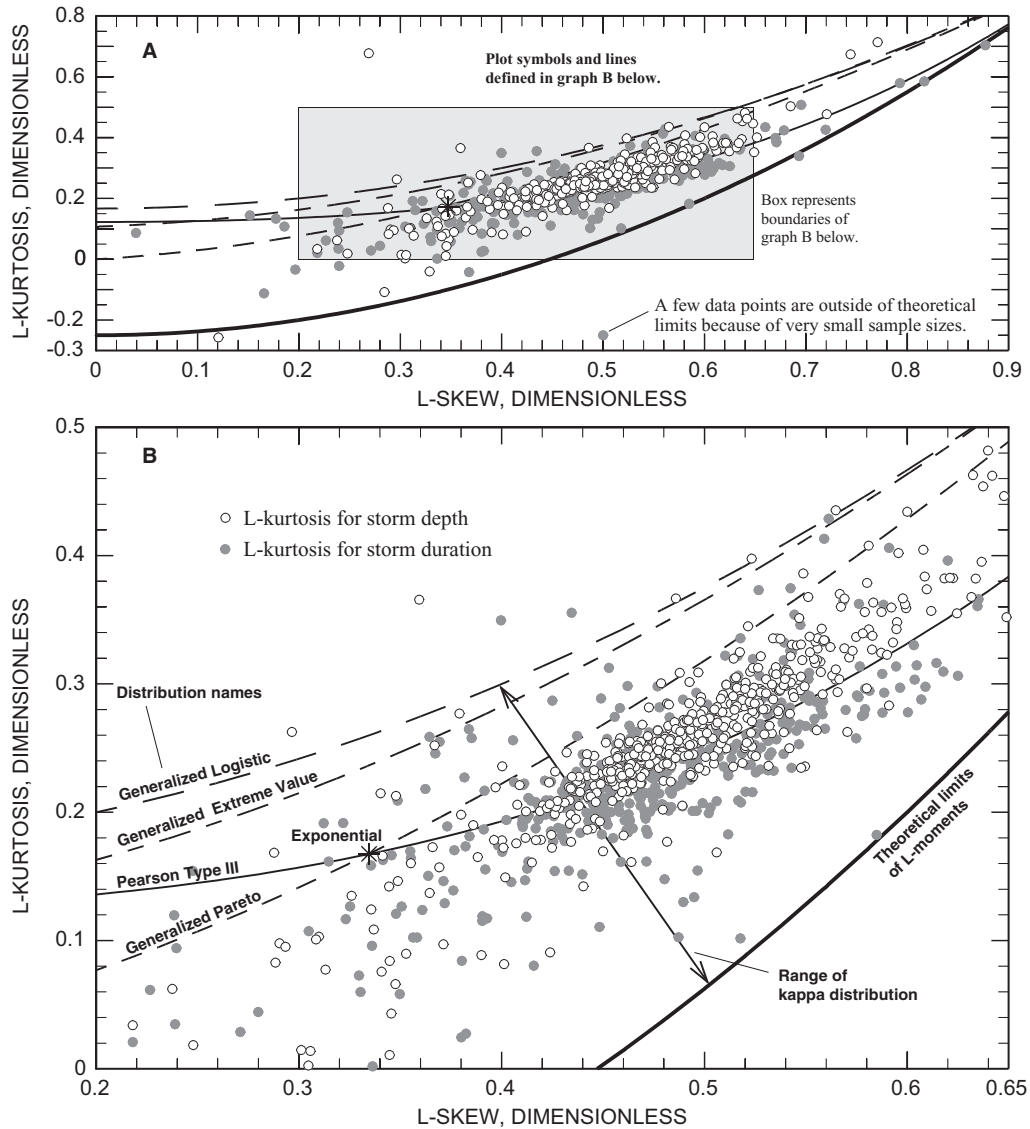 0.8
0.6
0.4
0.2
0
-0.2
-0.3
L-KURTOSIS, DIMENSIONLESS
A
Plot symbols and lines
defined in graph B below.
Box represents
boundaries of
graph B below.
A few data points are outside of theoretical
limits because of very small sample sizes.
0 0.1 0.2 0.3 0.4 0.5 0.6 0.7 0.8 0.9
L-SKEW, DIMENSIONLESS
0.5
0.4
0.3
0.2
0.1
0
L-KURTOSIS, DIMENSIONLESS
B
L-kurtosis for storm depth
L-kurtosis for storm duration
Distribution names
Generalized Logistic
Generalized Extreme Value
Exponential
Pearson Type III
Generalized Pareto
Theoretical limits
of L-moments
Range of
kappa distribution
0.2 0.3 0.4 0.5 0.6 0.65
L-SKEW, DIMENSIONLESS